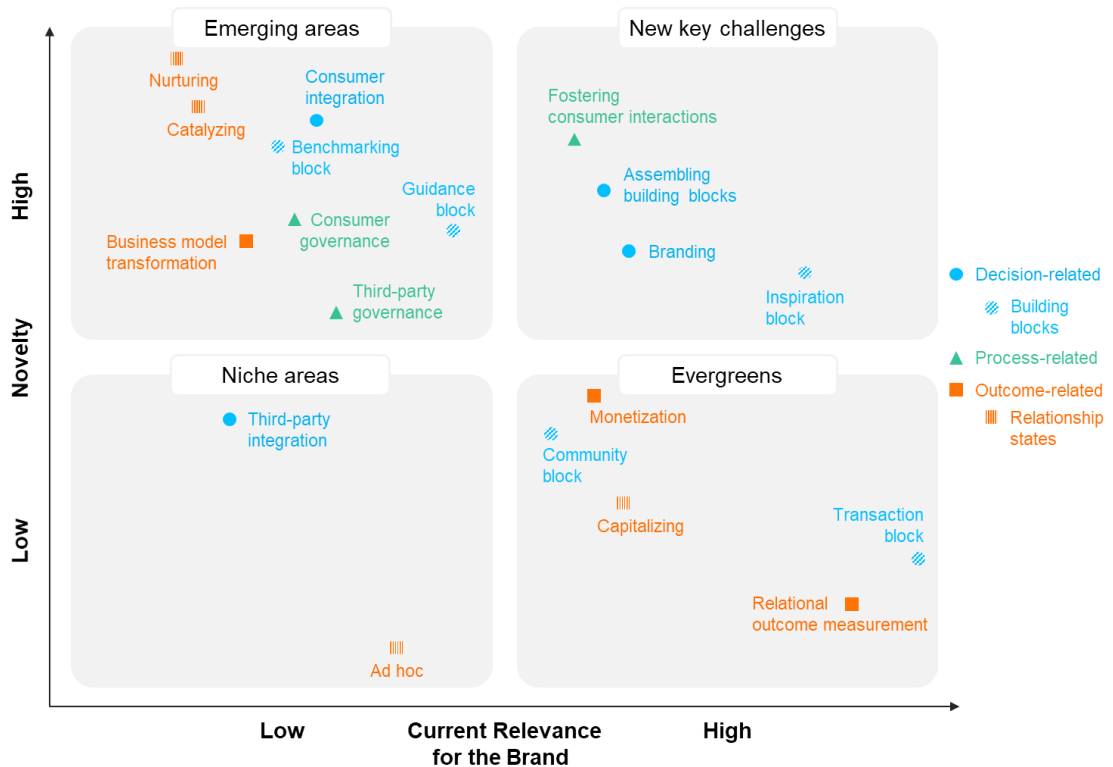 Emerging areas
New key challenges
Nurturing
Catalyzing
Consumer
integration
Benchmarking
block
Guidance
block
Consumer
governance
Business model
transformation
Third-party
governance
Fostering
consumer interactions
Assembling
building blocks
Branding
Inspiration
block
Decision-related
Building
blocks
Process-related
Outcome-related
Relationship
states
Niche areas
Evergreens
Third-party
integration
Ad hoc
Monetization
Community
block
Capitalizing
Transaction
block
Relational
outcome measurement
High
Novelty
Low
Low
Current Relevance
for the Brand
High